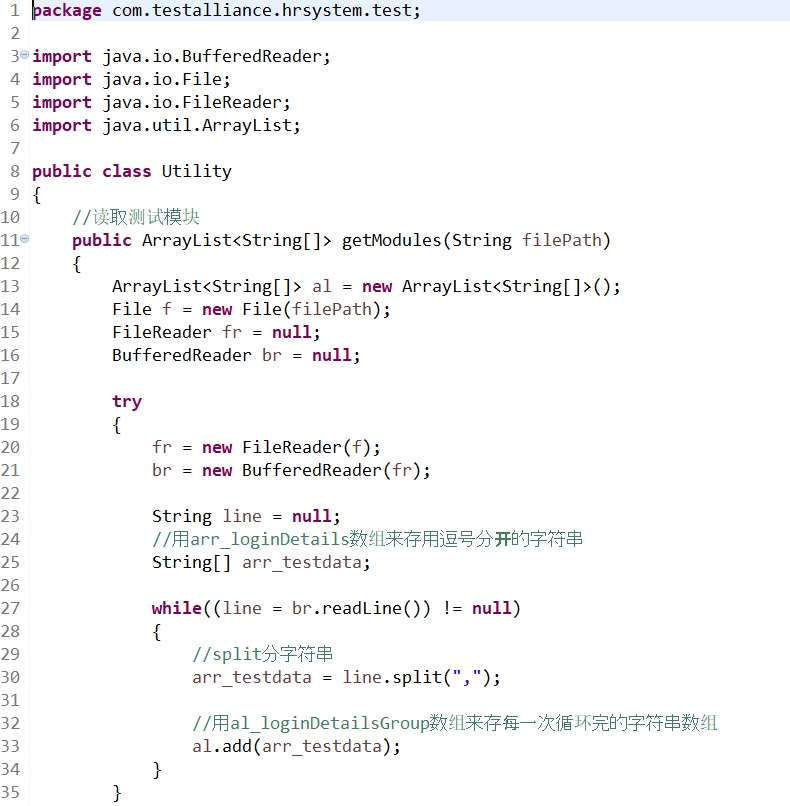 1 package com.testalliance.hrsystem.test;
2
3 import java.io.BufferedReader;
4 import java.io.File;
5 import java.io.FileReader;
6 import java.util.ArrayList;
7
8 public class Utility
9 {
10     //读取测试模块
11     public ArrayList<String[]> getModules(String filePath)
12     {
13         ArrayList<String[]> al = new ArrayList<String[]>();
14         File f = new File(filePath);
15         FileReader fr = null;
16         BufferedReader br = null;
17
18         try
19         {
20             fr = new FileReader(f);
21             br = new BufferedReader(fr);
22
23             String line = null;
24             //用arr_loginDetails数组来存用逗号分开的字符串
25             String[] arr_testdata;
26
27             while((line = br.readLine()) != null)
28             {
29                 //split分字符串
30                 arr_testdata = line.split(",");
31
32                 //用al_loginDetailsGroup数组来存每一次循环完的字符串数组
33                 al.add(arr_testdata);
34             }
35         }